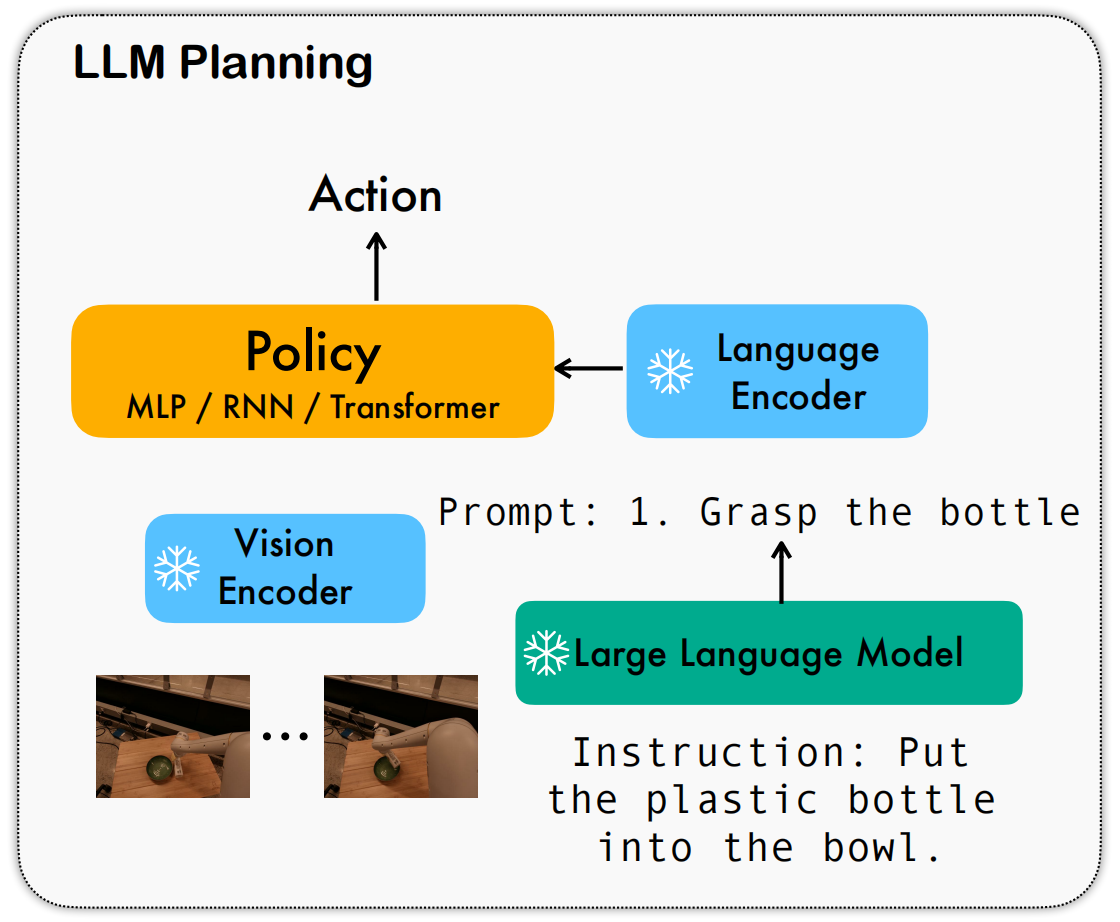 LLM Planning
Action
Policy
MLP / RNN / Transformer
Language
Encoder
Prompt: 1. Grasp the bottle
Vision
Encoder
Large Language Model
...
Instruction: Put
the plastic bottle
into the bowl.